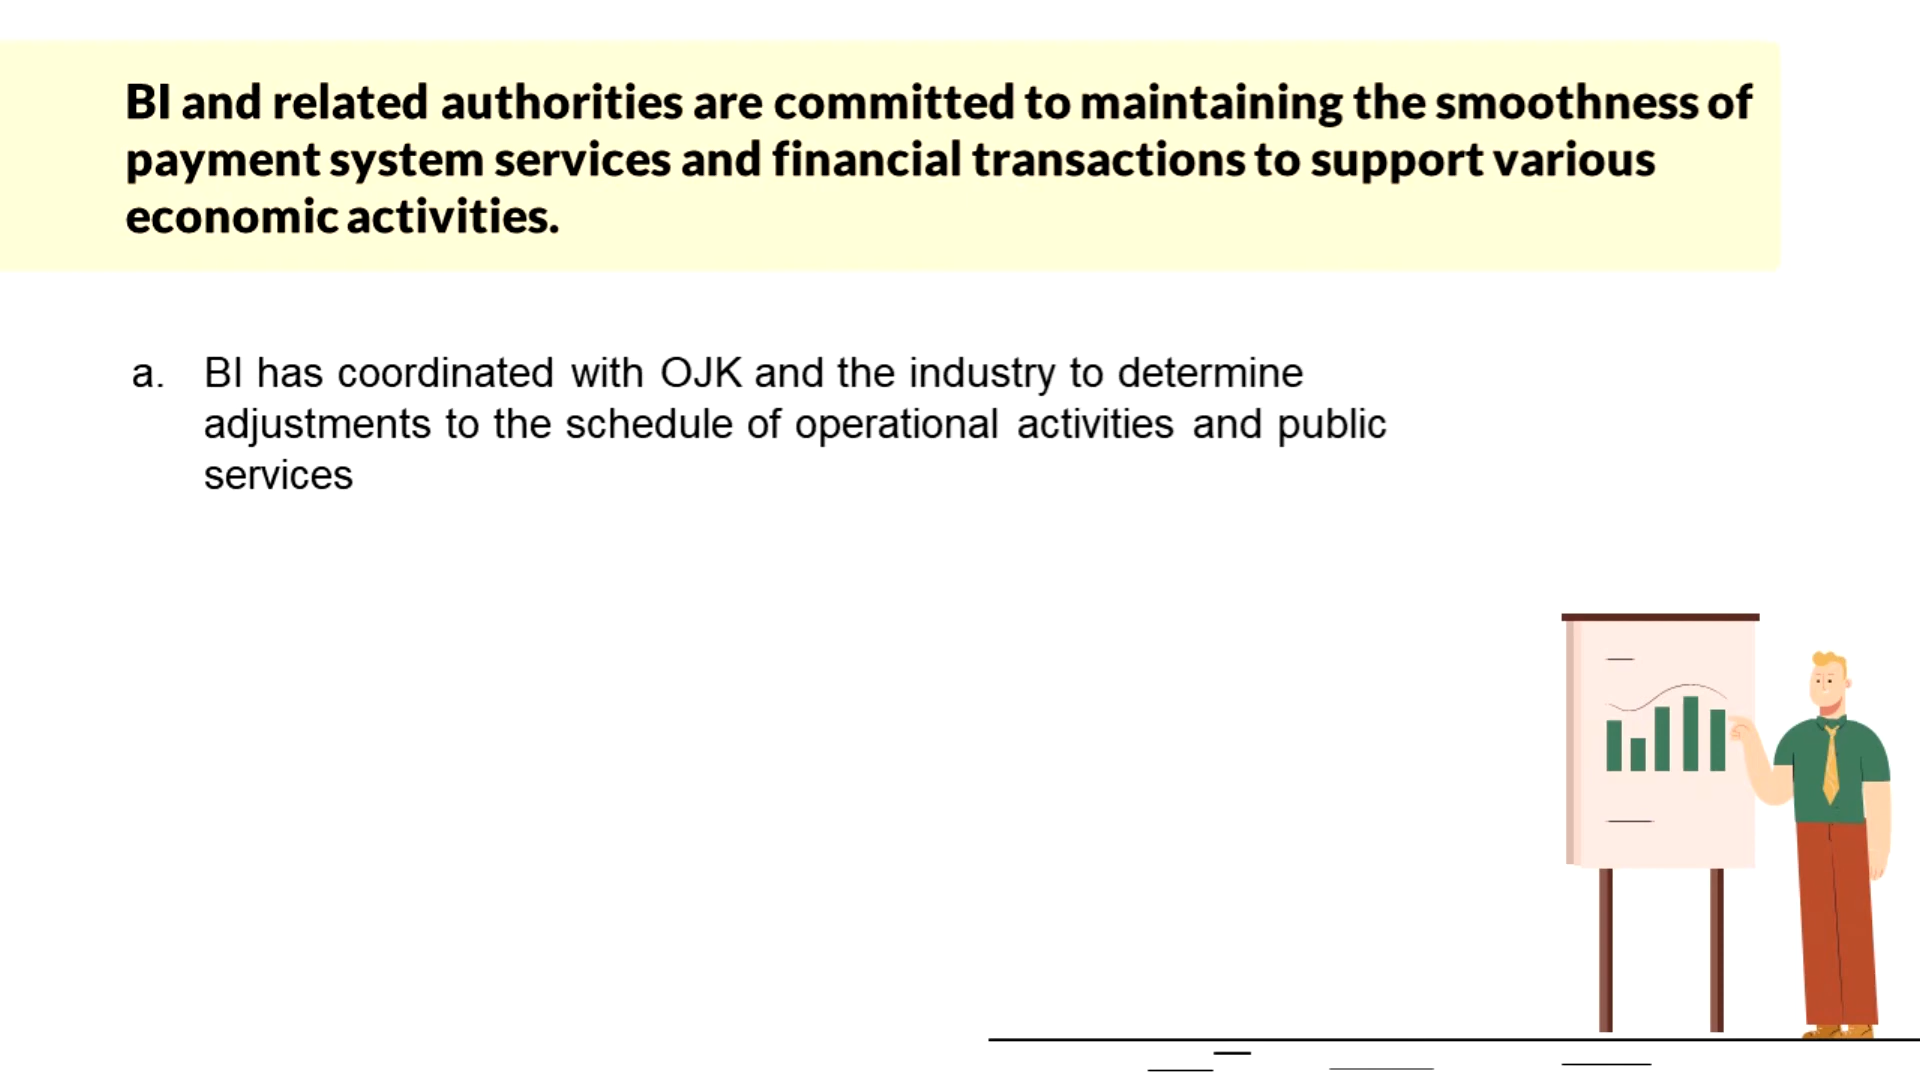 BI and related authorities are committed to maintaining the smoothness of
payment system services and financial transactions to support various
economic activities.
a. BI has coordinated with OJK and the industry to determine
adjustments to the schedule of operational activities and public
services